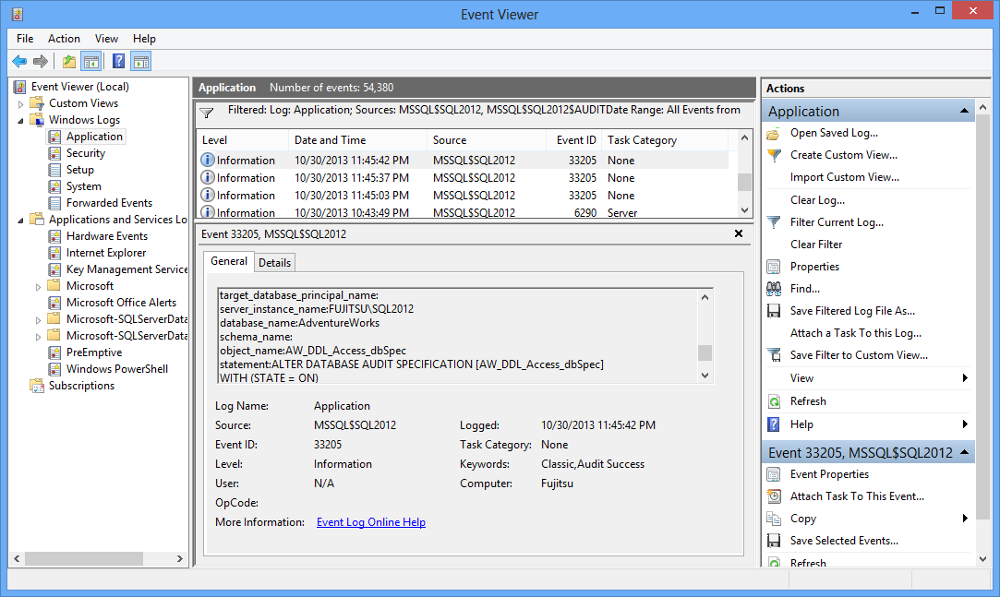 Event Viewer
File Action View Help
Event Viewer (Local)
Custom Views
Windows Logs
Application
Security
Setup
System
Forwarded Events
Applications and Services Lo
Hardware Events
Internet Explorer
Key Management Service
Microsoft
Microsoft Office Alerts
Microsoft-SQLServerData
Microsoft-SQLServerData
PreEmptive
Windows PowerShell
Subscriptions
Application Number of events: 54,380
Filtered: Log: Application; Sources: MSSQL$SQL2012, MSSQL$SQL2012$AUDITDate Range: All Events from
Level Date and Time Source Event ID Task Category
Information 10/30/2013 11:45:42 PM MSSQL$SQL2012 33205 None
Information 10/30/2013 11:45:37 PM MSSQL$SQL2012 33205 None
Information 10/30/2013 11:45:03 PM MSSQL$SQL2012 33205 None
Information 10/30/2013 10:43:49 PM MSSQL$SQL2012 6290 Server
Event 33205, MSSQL$SQL2012
General Details
target_database_principal_name:
server_instance_name:FUJITSU\SQL2012
database_name:AdventureWorks
schema_name:
object_name:AW_DDL_Access_dbSpec
statement:ALTER DATABASE AUDIT SPECIFICATION [AW_DDL_Access_dbSpec]
WITH (STATE = ON)
Log Name: Application
Source: MSSQL$SQL2012 Logged: 10/30/2013 11:45:42 PM
Event ID: 33205 Task Category: None
Level: Information Keywords: Classic,Audit Success
User: N/A Computer: Fujitsu
OpCode:
More Information: Event Log Online Help
Actions
Application
Open Saved Log...
Create Custom View...
Import Custom View...
Clear Log...
Filter Current Log...
Clear Filter
Properties
Find...
Save Filtered Log File As...
Attach a Task To this Log...
Save Filter to Custom View...
View
Refresh
Help
Event 33205, MSSQL$SQL2012
Event Properties
Attach Task To This Event...
Copy
Save Selected Events...
Refresh